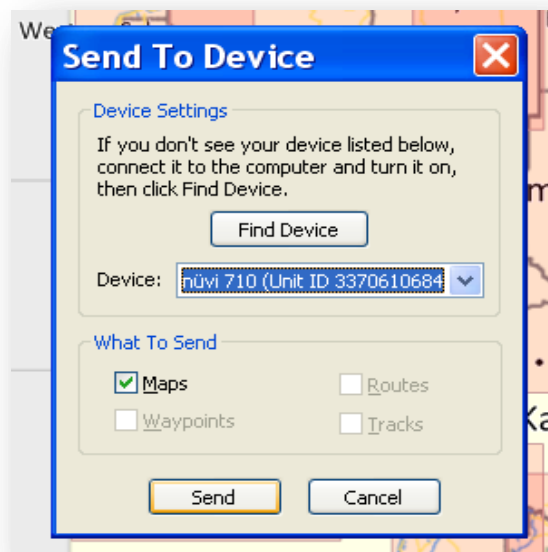 We
Send To Device
Device Settings
If you don't see your device listed below,
connect it to the computer and turn it on,
then click Find Device.
Find Device
Device: nüvi 710 (Unit ID 3370610684
What To Send
Maps
Routes
Waypoints
Tracks
Ka
Send
Cancel